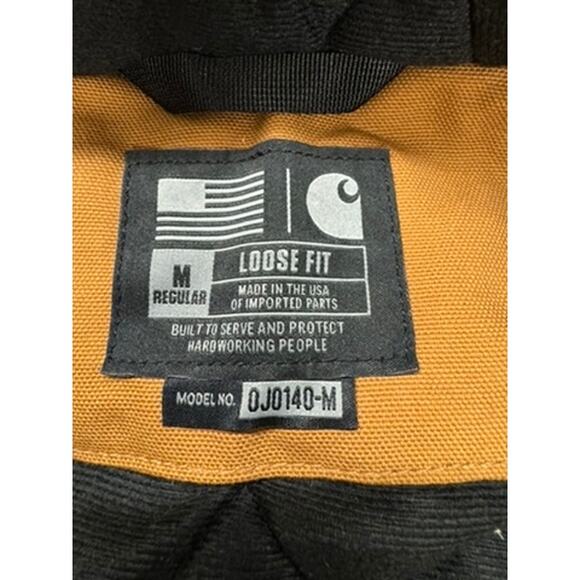 M
REGULAR
LOOSE FIT
MADE IN THE USA
OF IMPORTED PARTS
BUILT TO SERVE AND PROTECT
HARDWORKING PEOPLE
MODEL NO. OJ0140-M